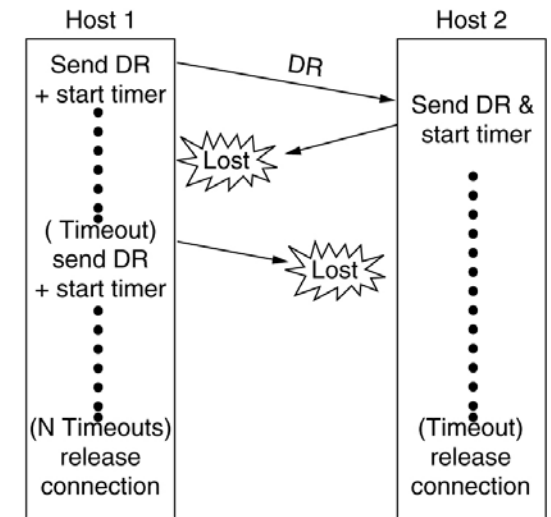 Host 1
Host 2
Send DR
+ start timer
DR
Send DR &
start timer
Lost
( Timeout)
send DR
+ start timer
Lost
(N Timeouts)
release
connection
(Timeout)
release
connection